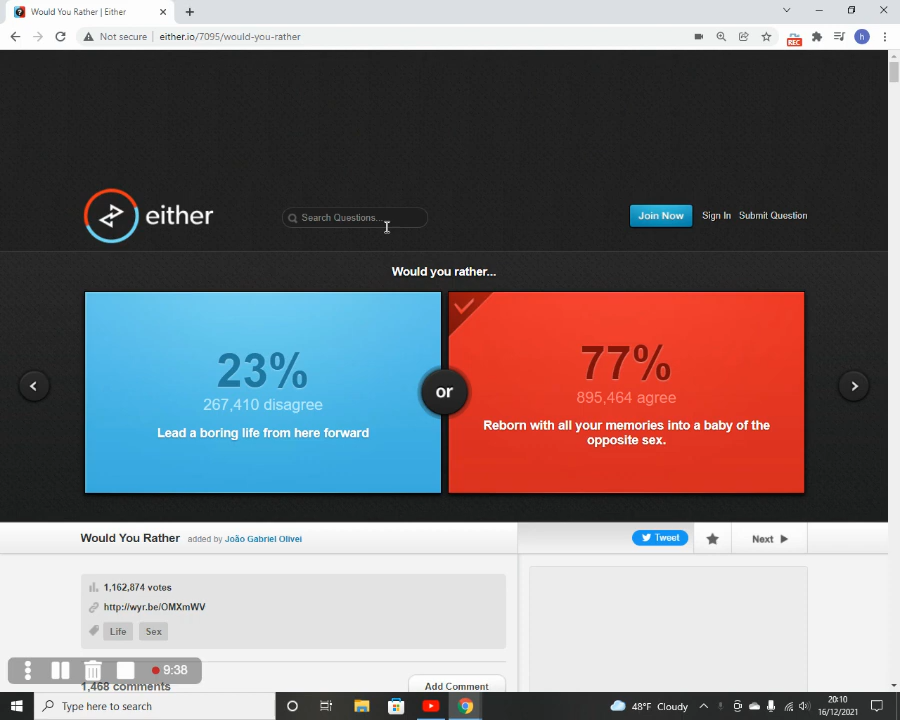 Would You Rather | Either
Not secure
either.io/7095/would-you-rather
REC
h
either
Search Questions...
Join Now
Sign In
Submit Question
Would you rather...
23%
267,410 disagree
Lead a boring life from here forward
or
77%
895,464 agree
Reborn with all your memories into a baby of the
opposite sex.
Would You Rather
added by João Gabriel Olivei
Tweet
Next
1,162,874 votes
http://wyr.be/OMXmWV
Life
Sex
9:38
1,468 comments
Add Comment
Type here to search
48°F Cloudy
20:10
16/12/2021